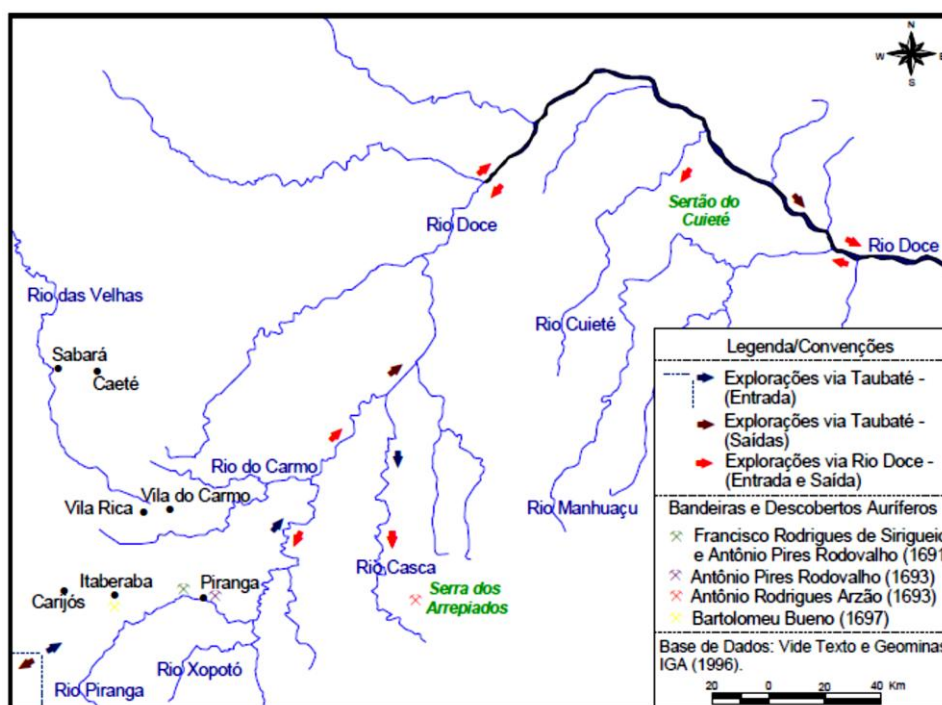 N
W
E
S
Rio Doce
Sertão do
Cuieté
Rio Doce
Rio das Velhas
Rio Cuieté
Sabará
Caeté
Rio do Carmo
Vila Rica
Vila do Carmo
Rio Manhuaçu
Rio Casca
Serra dos
Arrepiados
Itaberaba
Piranga
Carijós
Rio Xopotó
Rio Piranga
Legenda/Convenções
Explorações via Taubaté -
(Entrada)
Explorações via Taubaté -
(Saídas)
Explorações via Rio Doce -
(Entrada e Saída)
Bandeiras e Descobertos Auríferos
Francisco Rodrigues de Sirigueio
e Antônio Pires Rodovalho (1691
Antônio Pires Rodovalho (1693)
Antônio Rodrigues Arzão (1693)
Bartolomeu Bueno (1697)
Base de Dados: Vide Texto e Geominas
IGA (1996).
20 0 20 40 Km